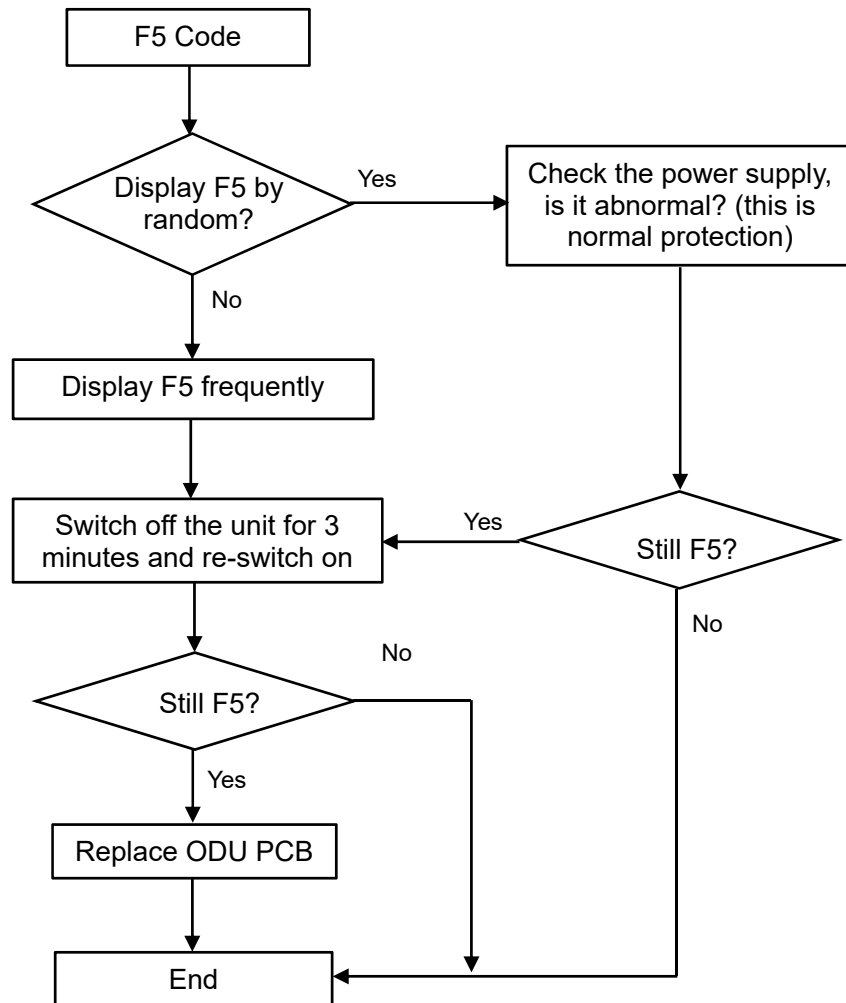 F5 Code
Display F5 by
random?
Yes
Check the power supply,
is it abnormal? (this is
normal protection)
No
Display F5 frequently
Switch off the unit for 3
minutes and re-switch on
Yes
Still F5?
No
No
Still F5?
Yes
Replace ODU PCB
End